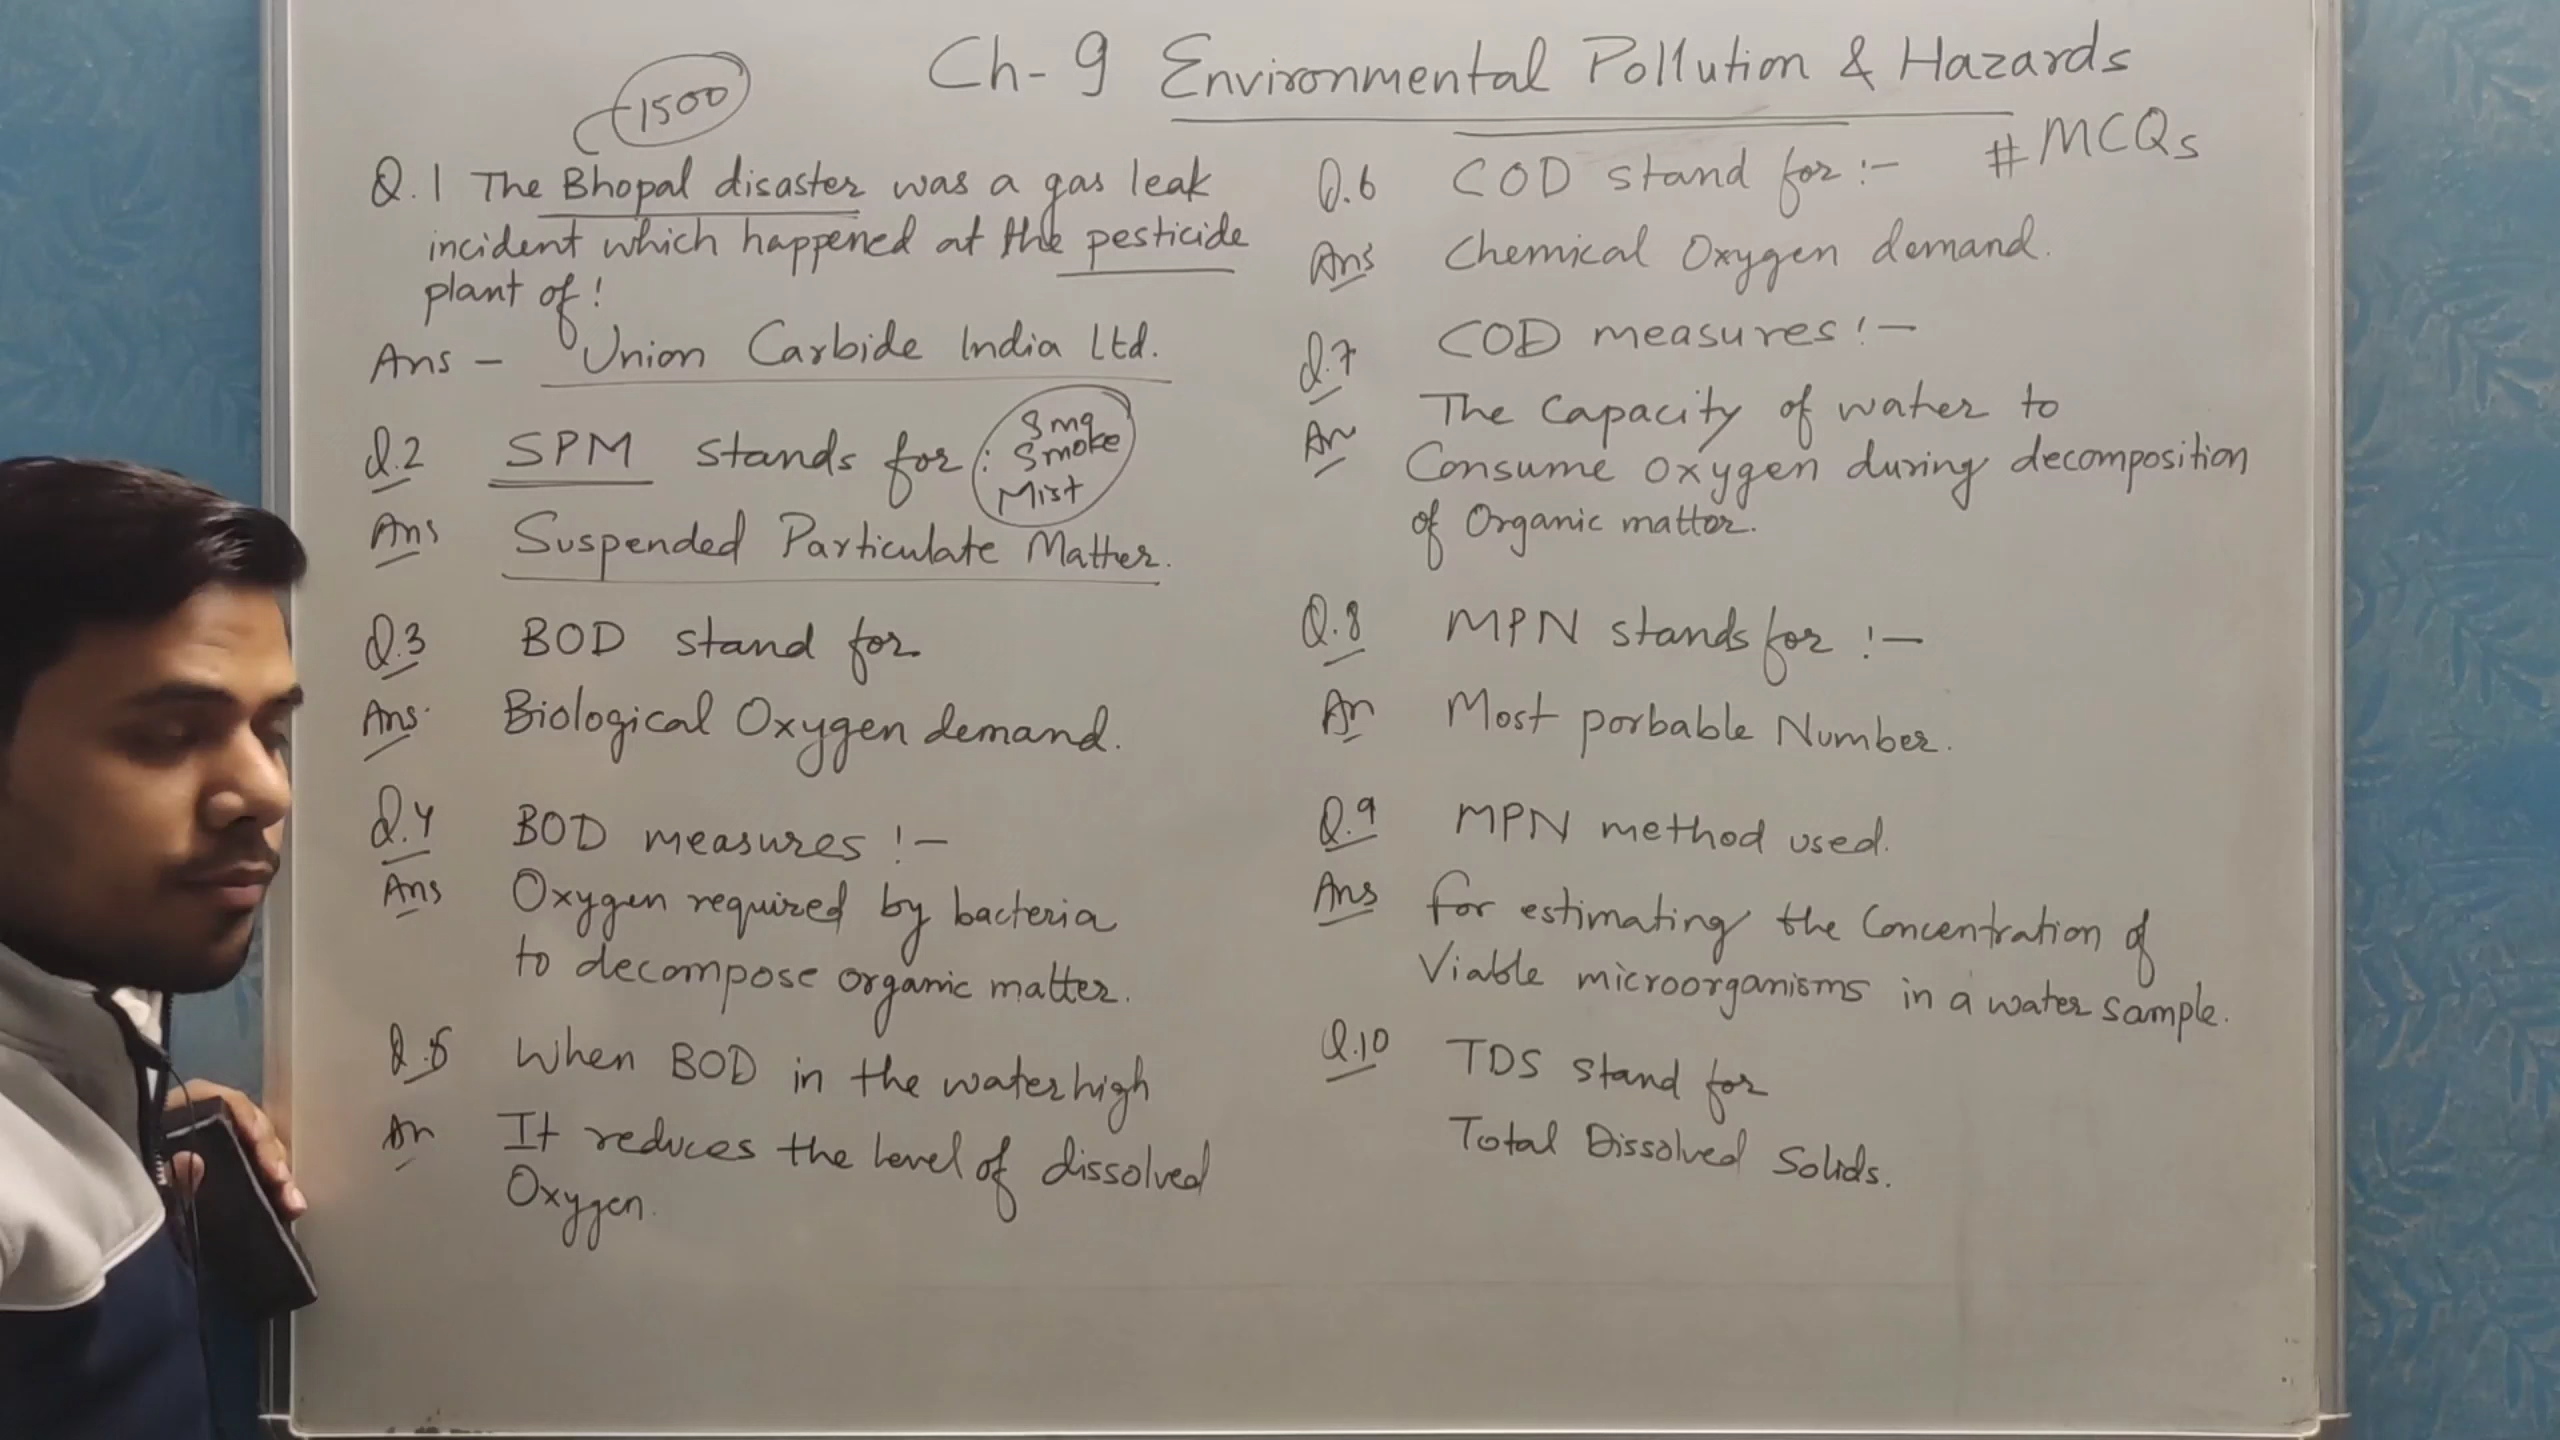 Ch-9 Environmental Pollution & Hazards
# MCQs
1500
Q.1 The Bhopal disaster was a gas leak
incident which happened at the pesticide
plant of !
Ans - Union Carbide India Ltd.
Q.2 SPM stands for :
Smoke
Mist
Ans Suspended Particulate Matter.
Q.3 BOD stand for
Ans. Biological Oxygen demand.
Q.4 BOD measures !-
Ans Oxygen required by bacteria
to decompose organic matter.
Q.5 When BOD in the water high
An It reduces the level of dissolved
Oxygen.
Q.6 COD stand for :-
Ans Chemical Oxygen demand.
Q.7 COD measures !-
An The Capacity of water to
Consume oxygen during decomposition
of Organic matter.
Q.8 MPN stands for !-
An Most porbable Number.
Q.9 MPN method used.
Ans for estimating the Concentration of
Viable microorganisms in a water sample.
Q.10 TDS stand for
Total Dissolved Solids.